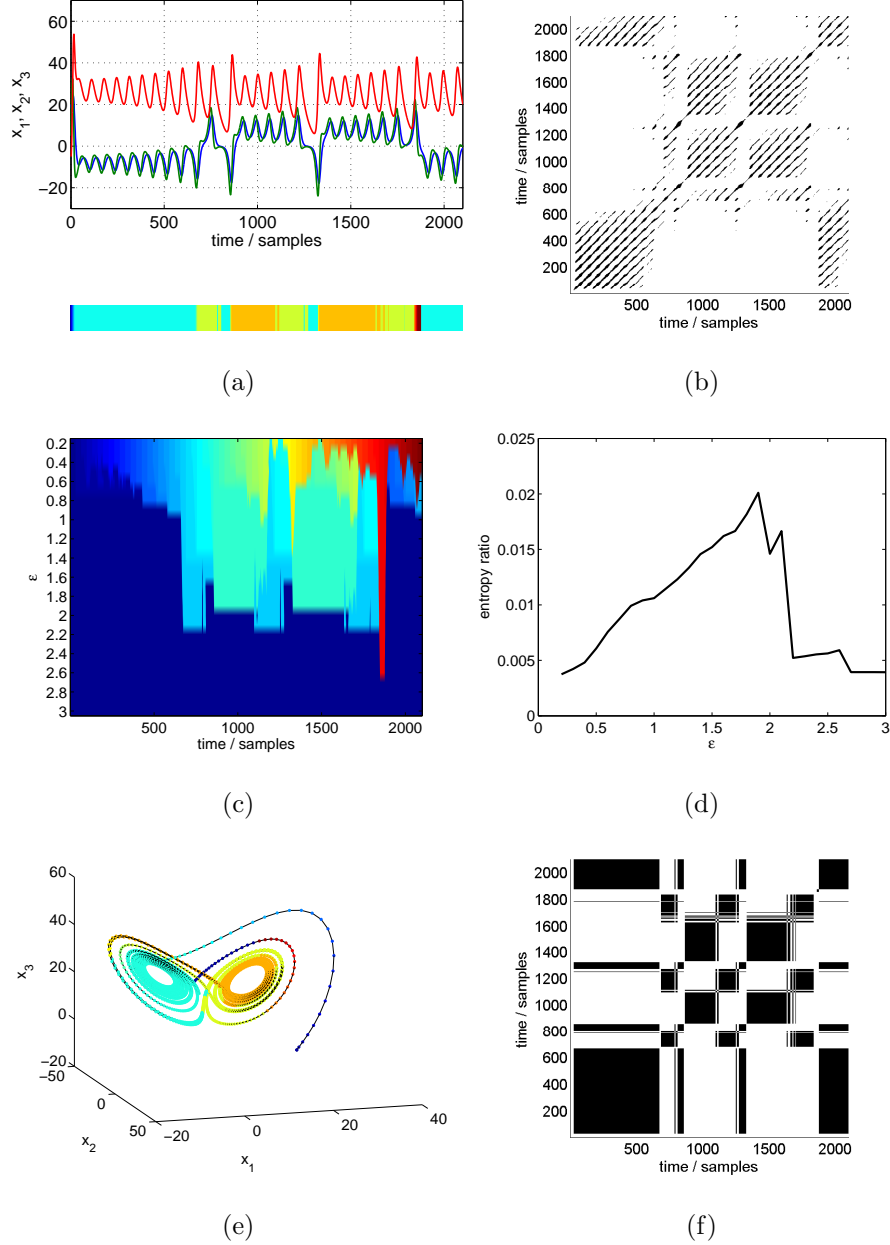 60
40
20
0
−20
x1, x2, x3
0 500 1000 1500 2000
time / samples
(a)
2000
1800
1600
1400
1200
1000
800
600
400
200
time / samples
500 1000 1500 2000
time / samples
(b)
0.2
0.4
0.6
0.8
1
1.2
1.4
1.6
1.8
2
2.2
2.4
2.6
2.8
3
ε
500 1000 1500 2000
time / samples
(c)
0.025
0.02
0.015
0.01
0.005
0
entropy ratio
0 0.5 1 1.5 2 2.5 3
ε
(d)
60
40
20
0
−20
x3
−50
0
50
x2
−20 0 20 40
x1
(e)
2000
1800
1600
1400
1200
1000
800
600
400
200
time / samples
500 1000 1500 2000
time / samples
(f)